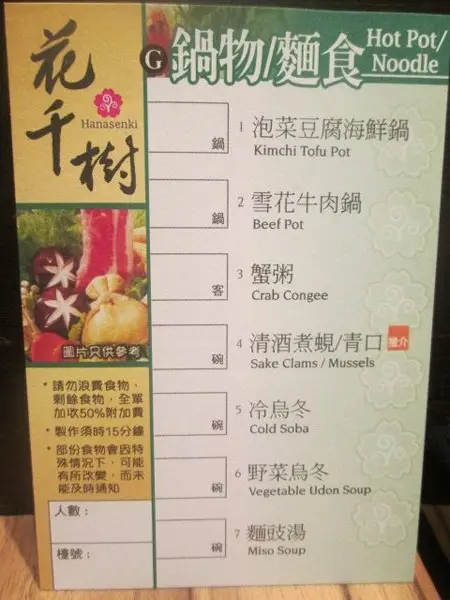 花千樹
Hanasenki
圖片只供參考
* 請勿浪費食物，
剩餘食物，全單
加收50%附加費
* 製作須時15分鐘
* 部份食物會因特
殊情況下，可能
有所改變，而未
能及時通知
人數：
檯號：
G 鍋物/麵食 Hot Pot/
Noodle
鍋 1 泡菜豆腐海鮮鍋
Kimchi Tofu Pot
鍋 2 雪花牛肉鍋
Beef Pot
客 3 蟹粥
Crab Congee
碗 4 清酒煮蜆/青口 推介
Sake Clams / Mussels
碗 5 冷烏冬
Cold Soba
碗 6 野菜烏冬
Vegetable Udon Soup
碗 7 麵豉湯
Miso Soup